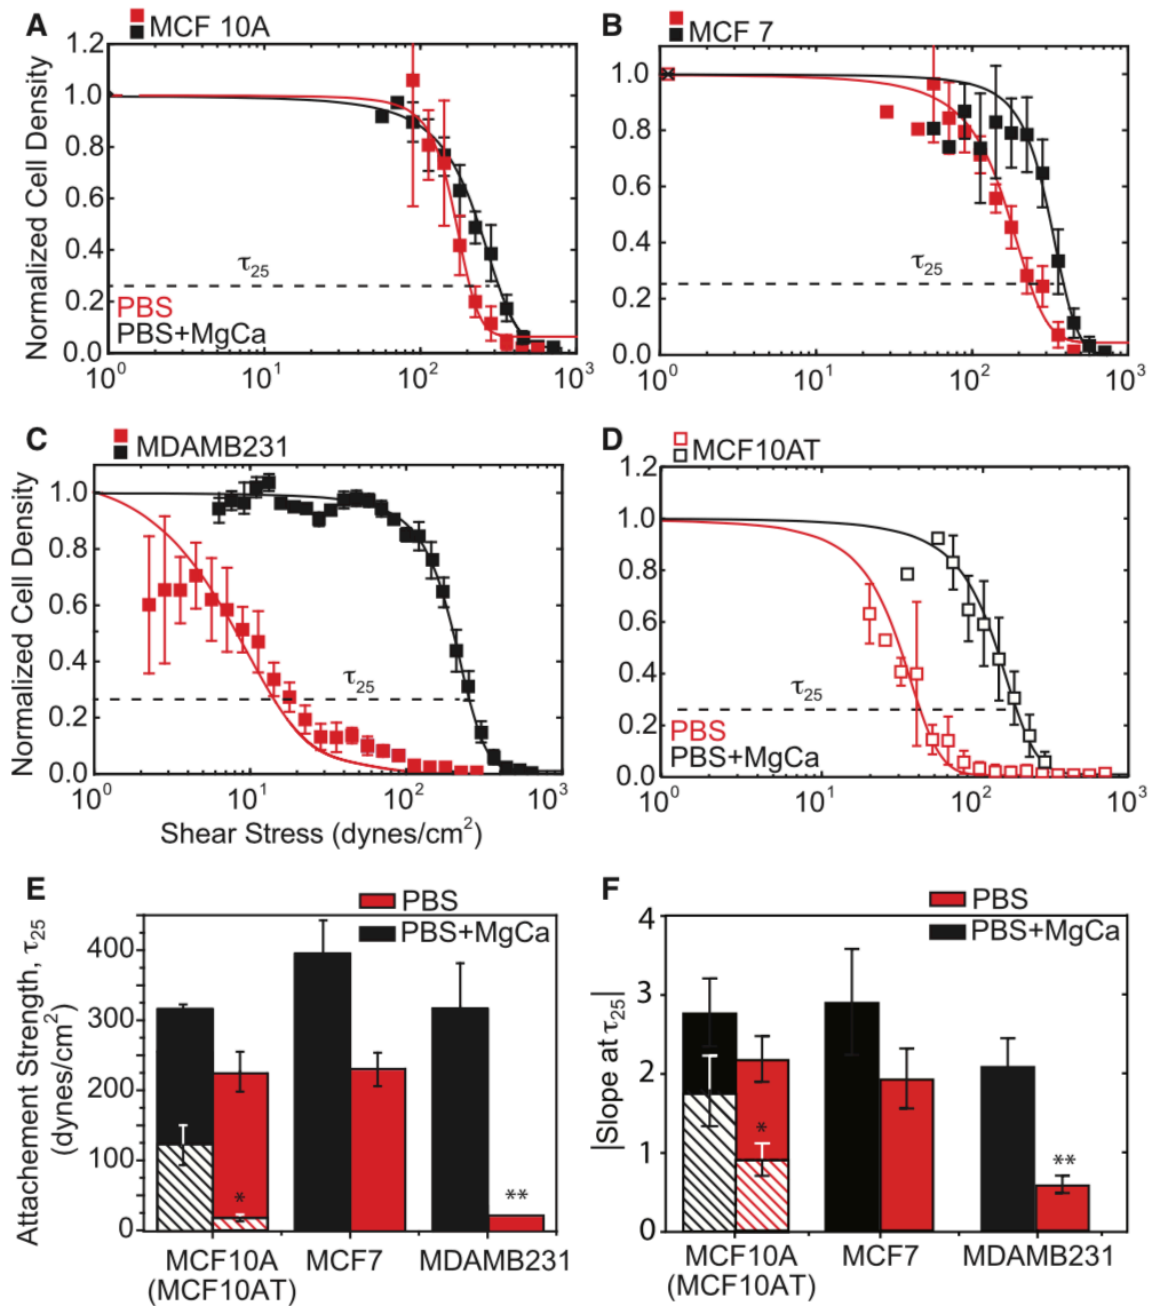 A
MCF 10A
Normalized Cell Density
1.2
1.0
0.8
0.6
0.4
0.2
0.0
τ25
PBS
PBS+MgCa
10^0 10^1 10^2 10^3
B
MCF 7
1.0
0.8
0.6
0.4
0.2
0.0
τ25
10^0 10^1 10^2 10^3
C
MDAMB231
Normalized Cell Density
1.0
0.8
0.6
0.4
0.2
0.0
τ25
10^0 10^1 10^2 10^3
Shear Stress (dynes/cm^2)
D
MCF10AT
1.2
1.0
0.8
0.6
0.4
0.2
0.0
τ25
PBS
PBS+MgCa
10^0 10^1 10^2 10^3
E
PBS
PBS+MgCa
Attachement Strength, τ25
(dynes/cm^2)
400
300
200
100
0
*
**
MCF10A MCF7 MDAMB231
(MCF10AT)
F
PBS
PBS+MgCa
|Slope at τ25|
4
3
2
1
0
*
**
MCF10A MCF7 MDAMB231
(MCF10AT)